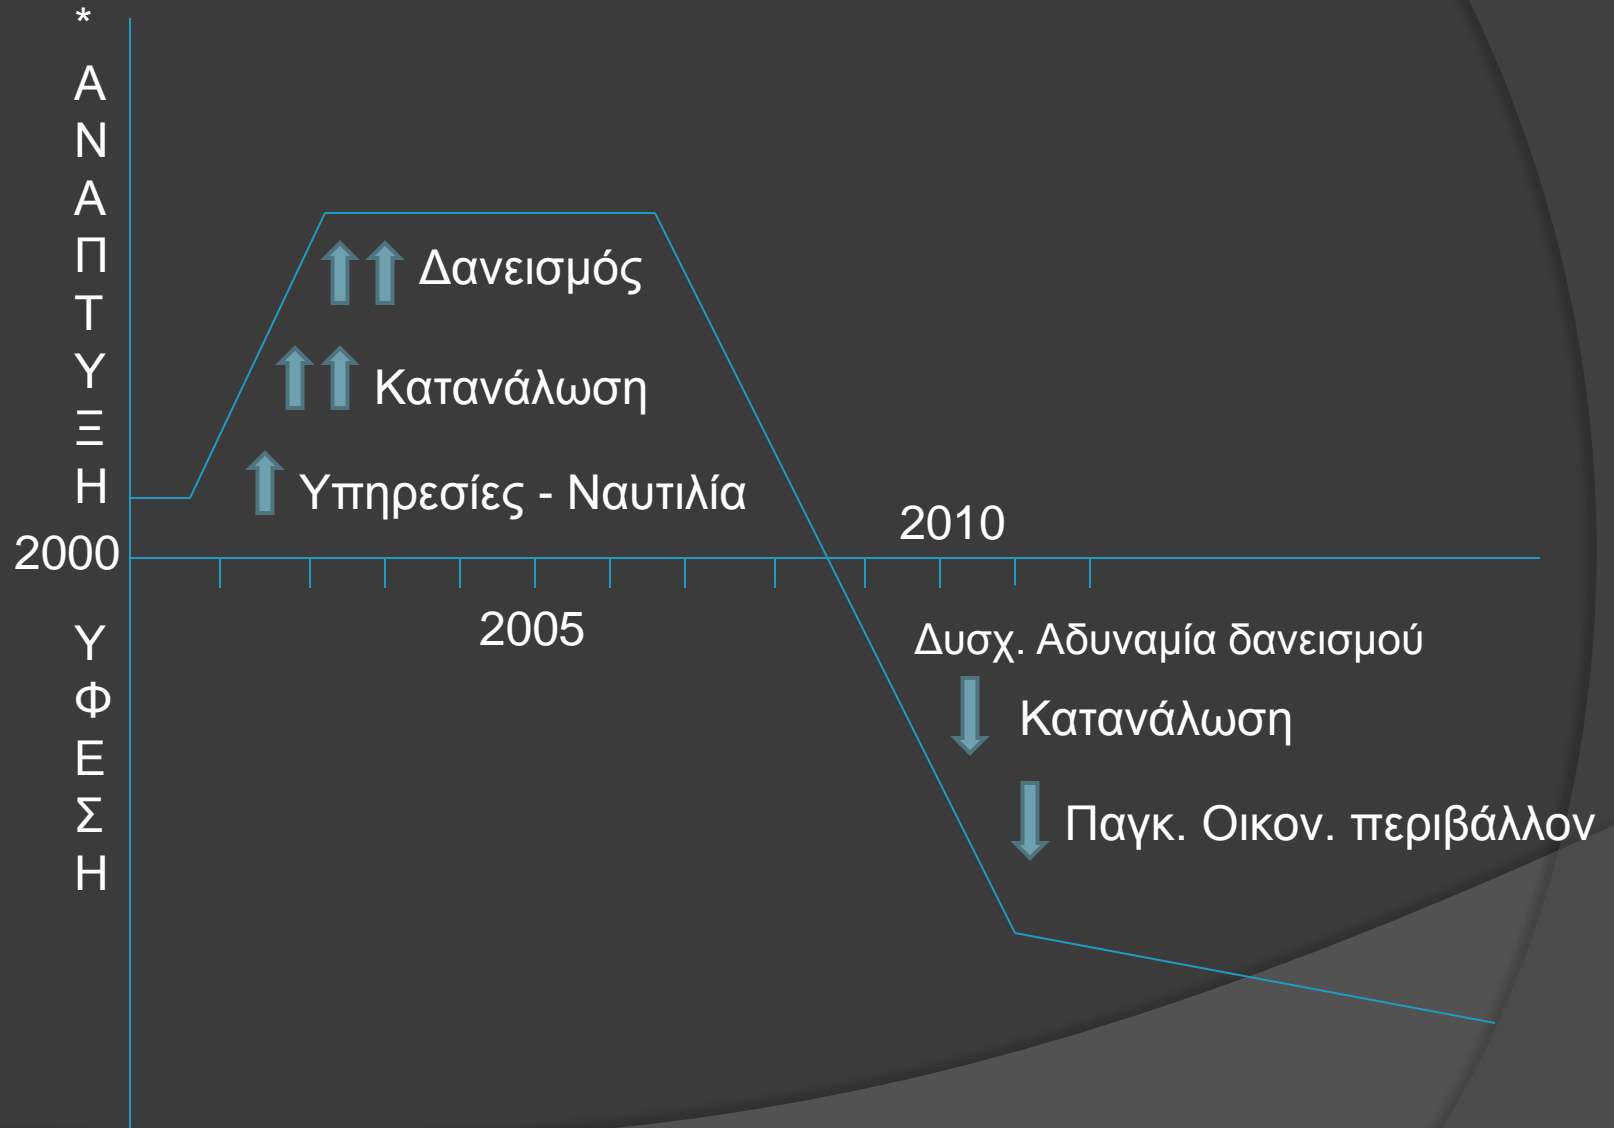 *
Α
Ν
Α
Π
Τ
Υ
Ξ
Η
Δανεισμός
Κατανάλωση
Υπηρεσίες - Ναυτιλία
2010
2000
2005
Υ
Φ
Ε
Σ
Η
Δυσχ. Αδυναμία δανεισμού
Κατανάλωση
Παγκ. Οικον. περιβάλλον